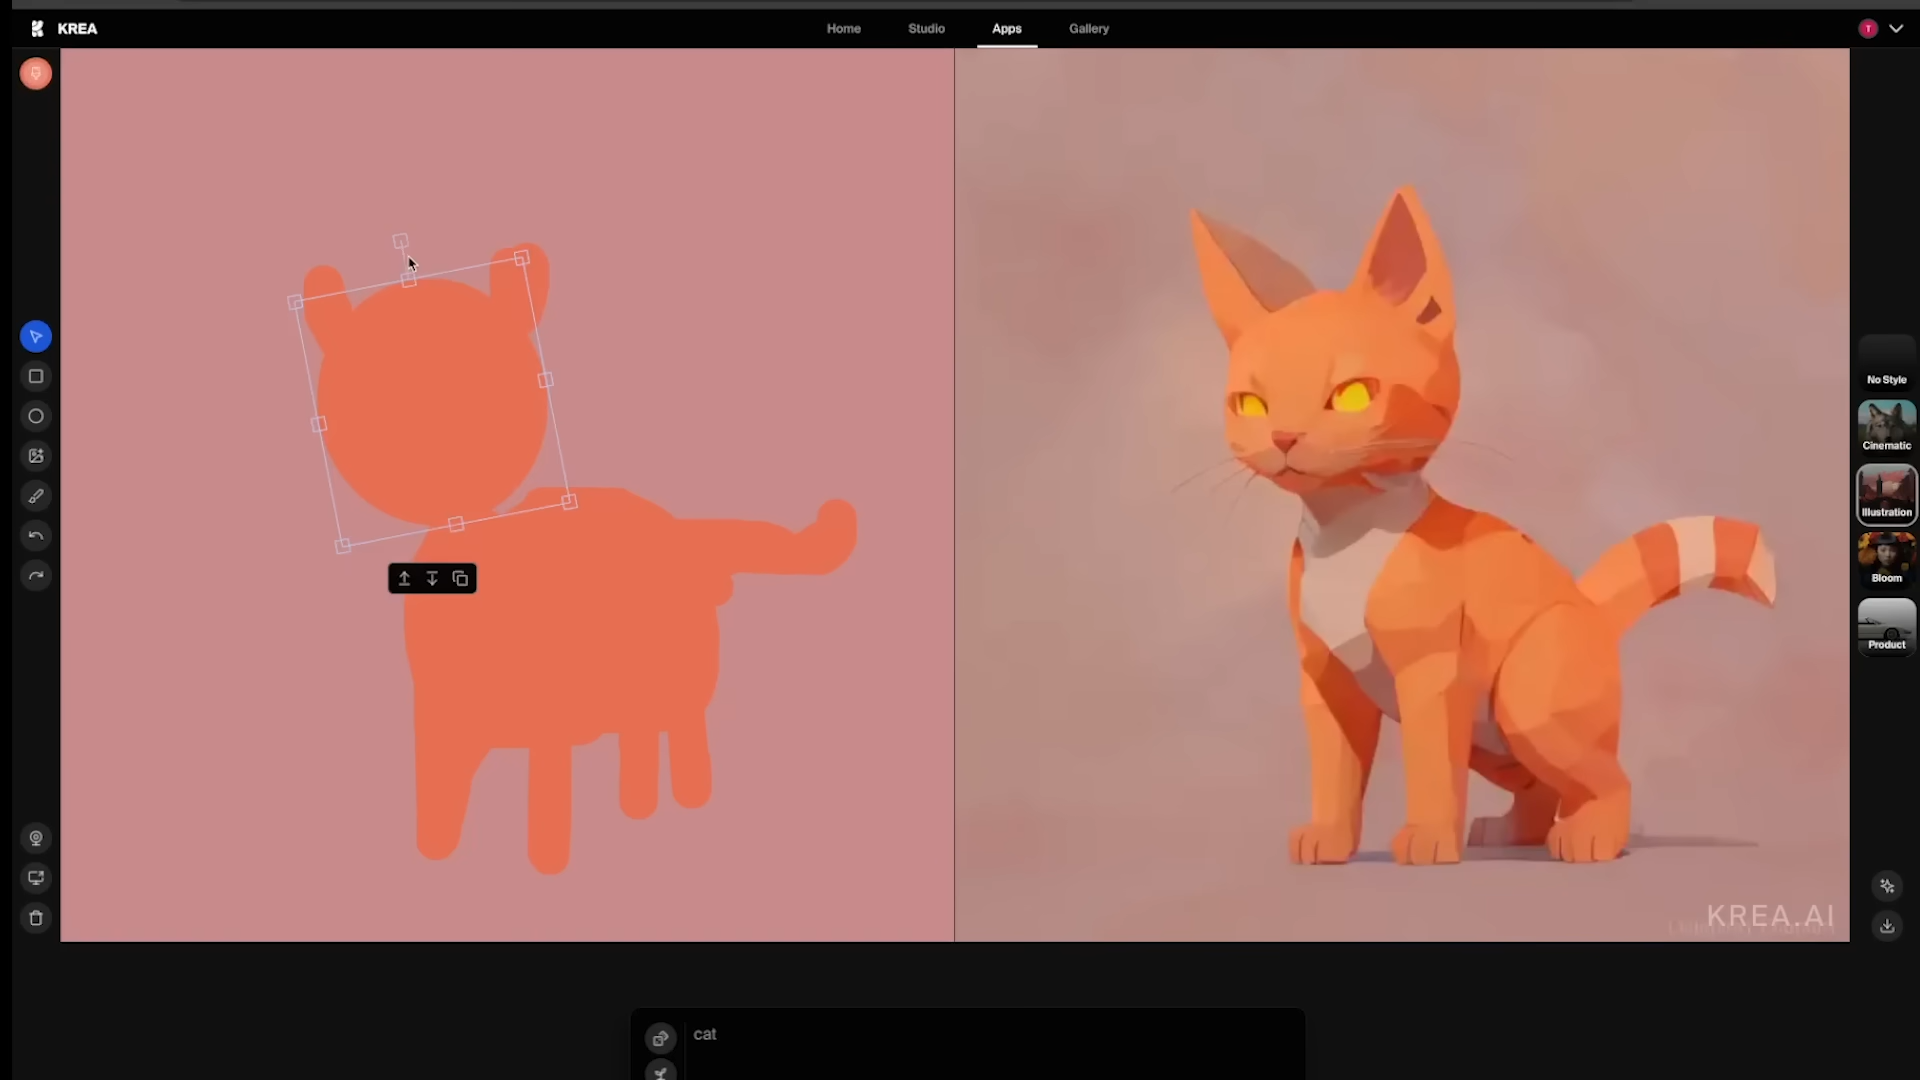 KREA
Home
Studio
Apps
Gallery
T
No Style
Cinematic
Illustration
Bloom
Product
KREA.AI
cat